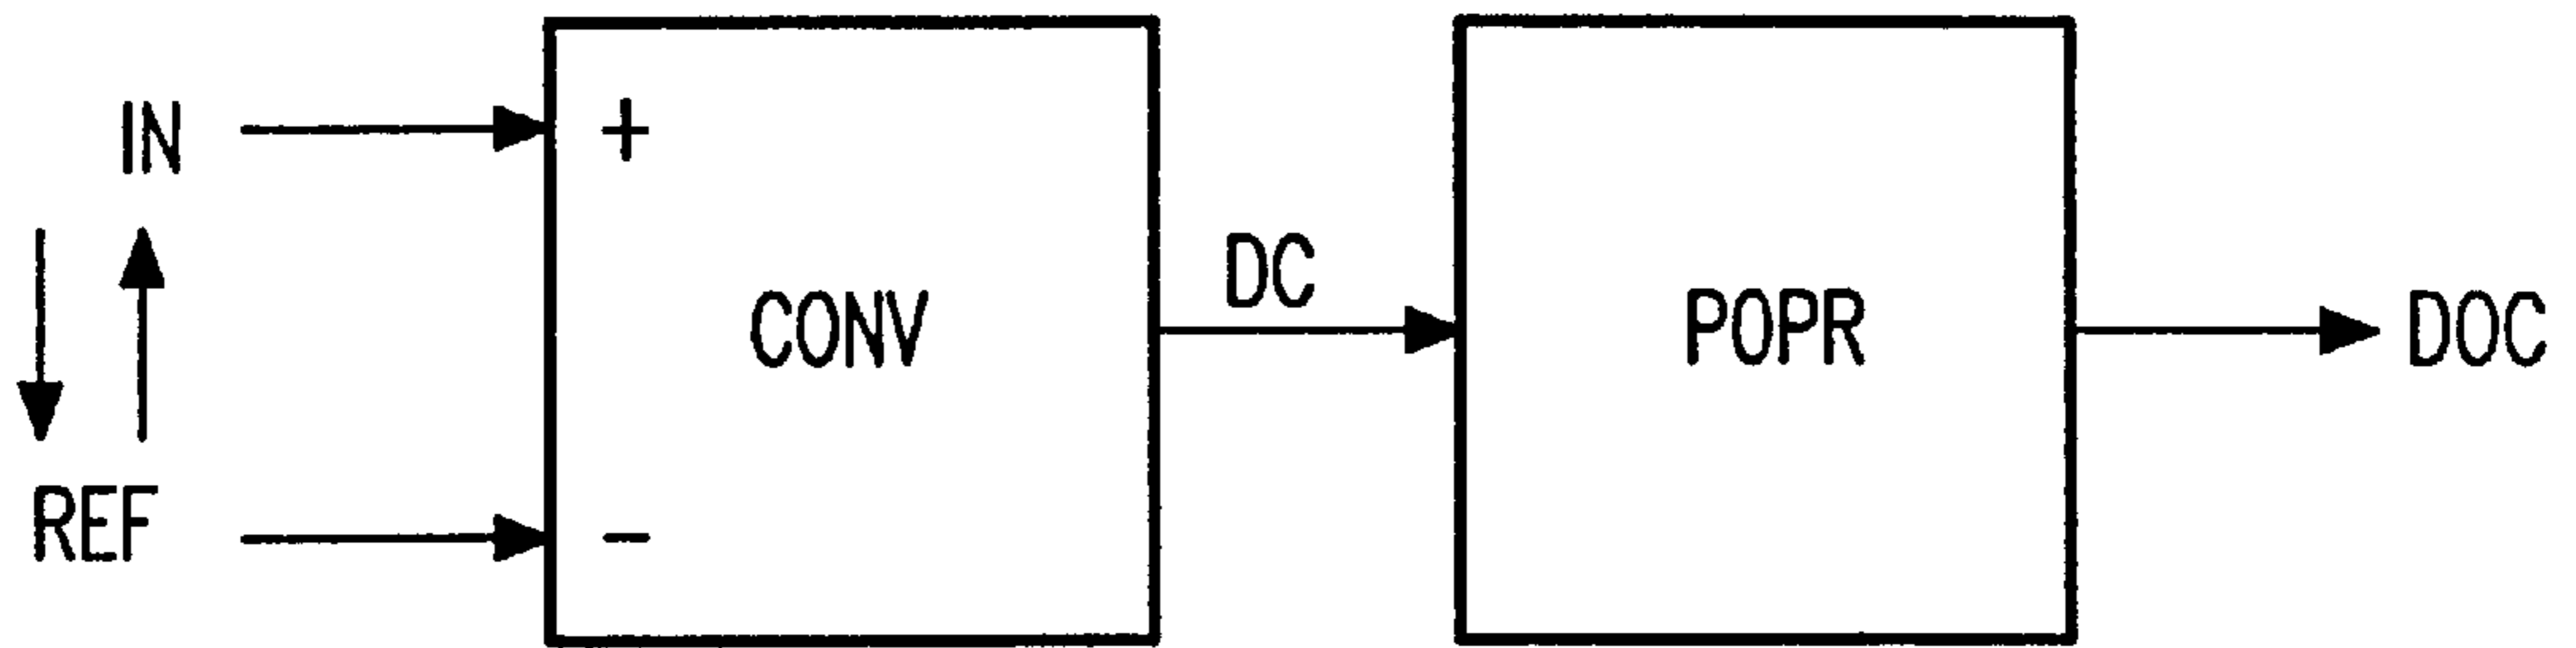 IN
+
CONV
DC
POPR
DOC
REF
-